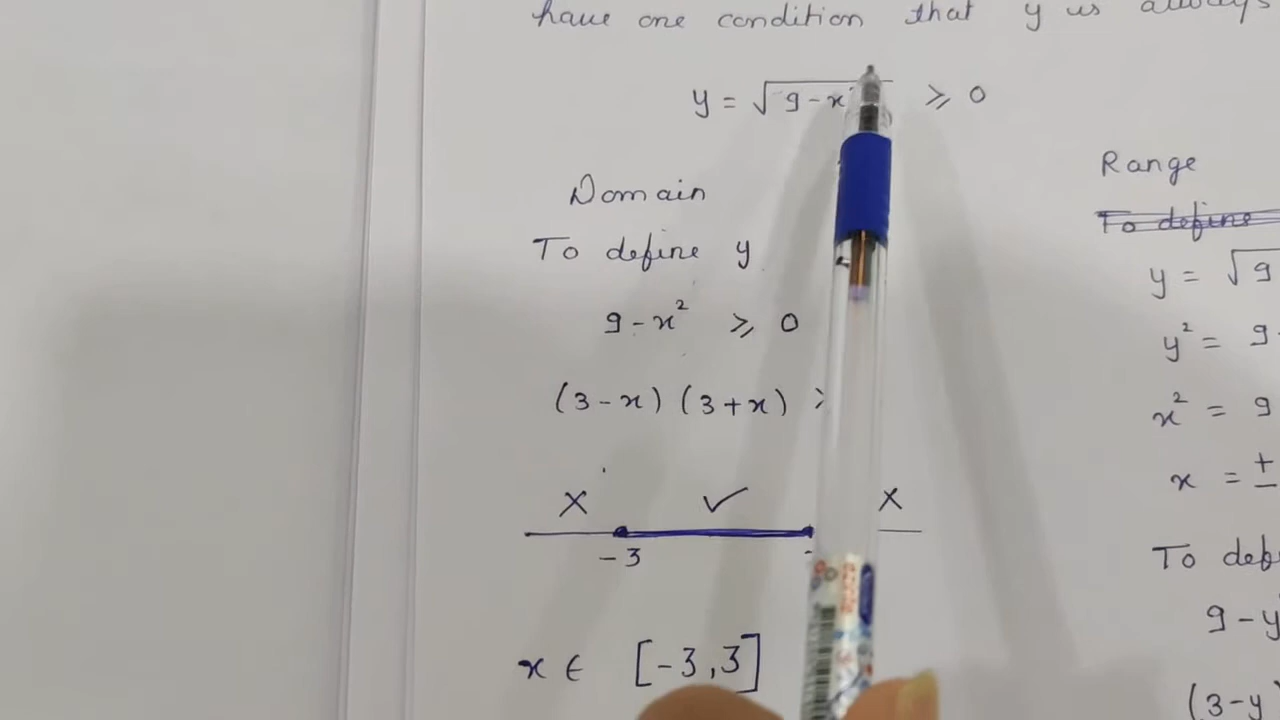 have one condition that y is always
y = √9-x² ≥ 0
Domain
To define y
9-x² ≥ 0
(3-x) (3+x) ≥
X ✓ X
-3
x ∈ [-3,3]
Range
To define
y = √9
y² = 9
x² = 9
x = ±
To def
9-y
(3-y